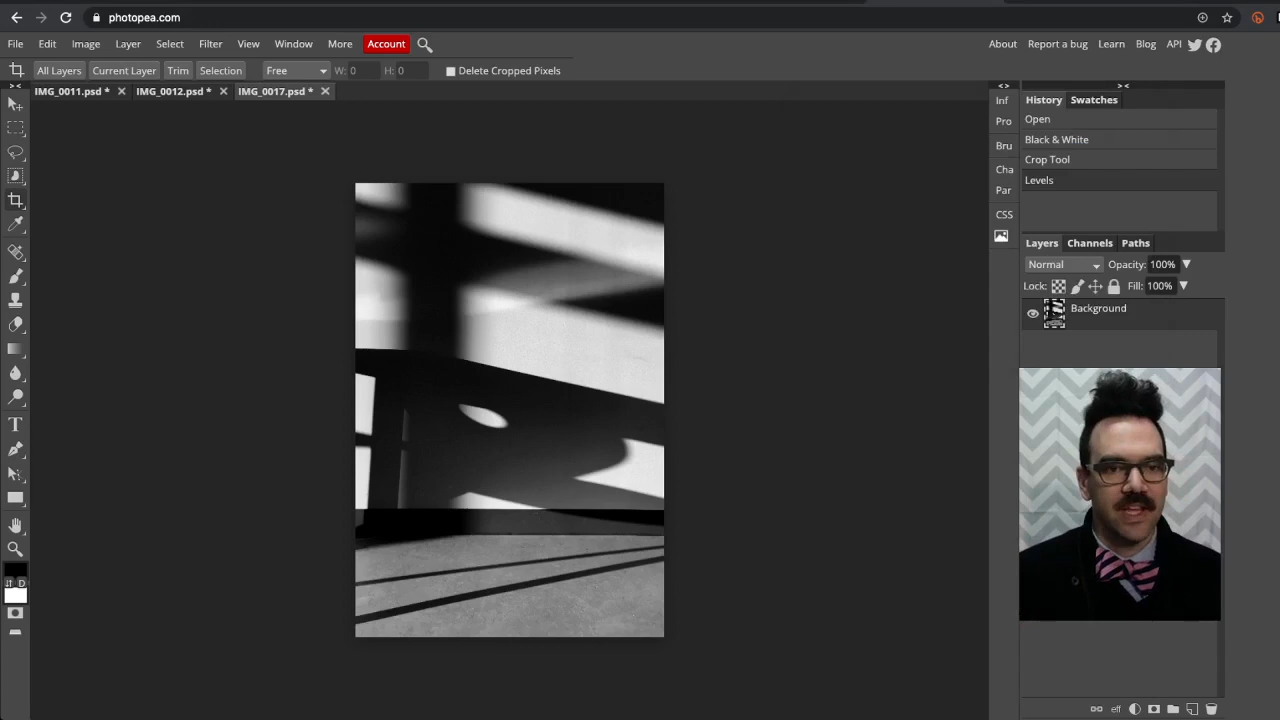 photopea.com
File Edit Image Layer Select Filter View Window More Account About Report a bug Learn Blog API
All Layers Current Layer Trim Selection Free W: 0 H: 0 Delete Cropped Pixels
> < < > > <
IMG_0011.psd * IMG_0012.psd * IMG_0017.psd *
Inf History Swatches
Open
Pro
Black & White
Bru
Crop Tool
Cha
Levels
Par
CSS
Layers Channels Paths
Normal Opacity: 100%
Lock: Fill: 100%
Background
T
D
eff